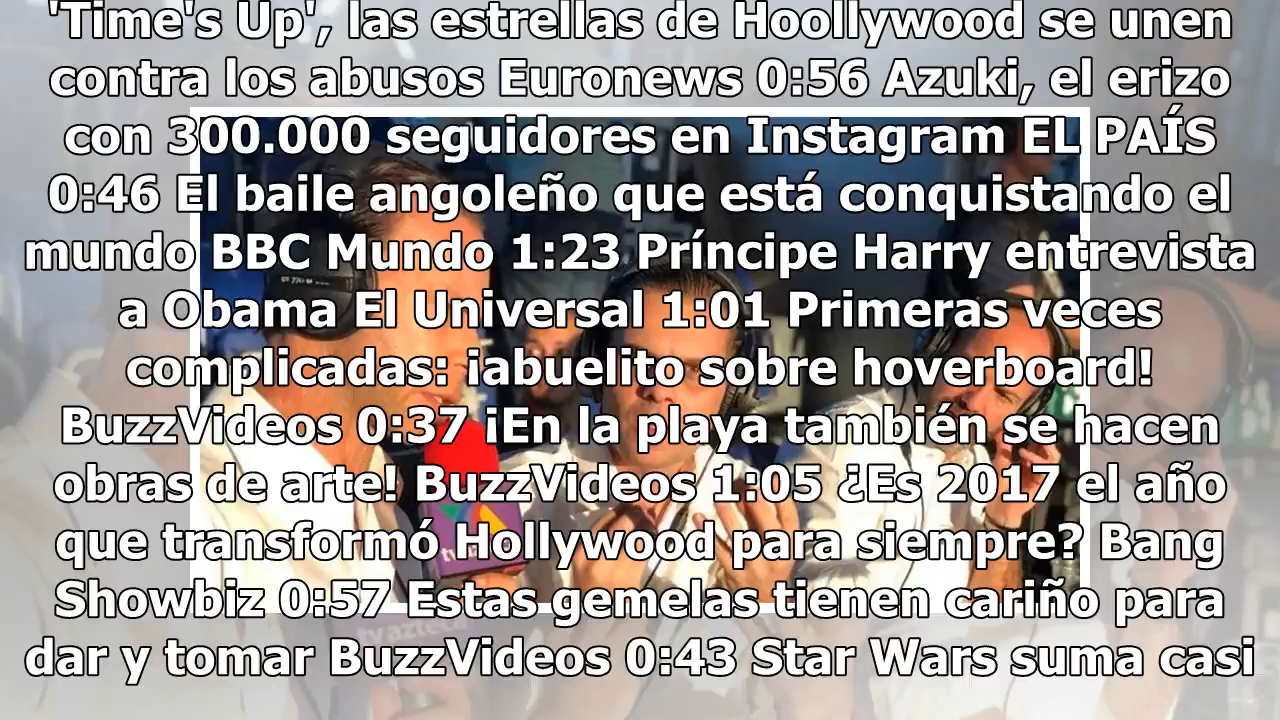 'Time's Up', las estrellas de Hoollywood se unen
contra los abusos Euronews 0:56 Azuki, el erizo
con 300.000 seguidores en Instagram EL PAÍS
0:46 El baile angoleño que está conquistando el
mundo BBC Mundo 1:23 Príncipe Harry entrevista
a Obama El Universal 1:01 Primeras veces
complicadas: ¡abuelito sobre hoverboard!
BuzzVideos 0:37 ¡En la playa también se hacen
obras de arte! BuzzVideos 1:05 ¿Es 2017 el año
que transformó Hollywood para siempre? Bang
Showbiz 0:57 Estas gemelas tienen cariño para
dar y tomar BuzzVideos 0:43 Star Wars suma casi
tv azteca